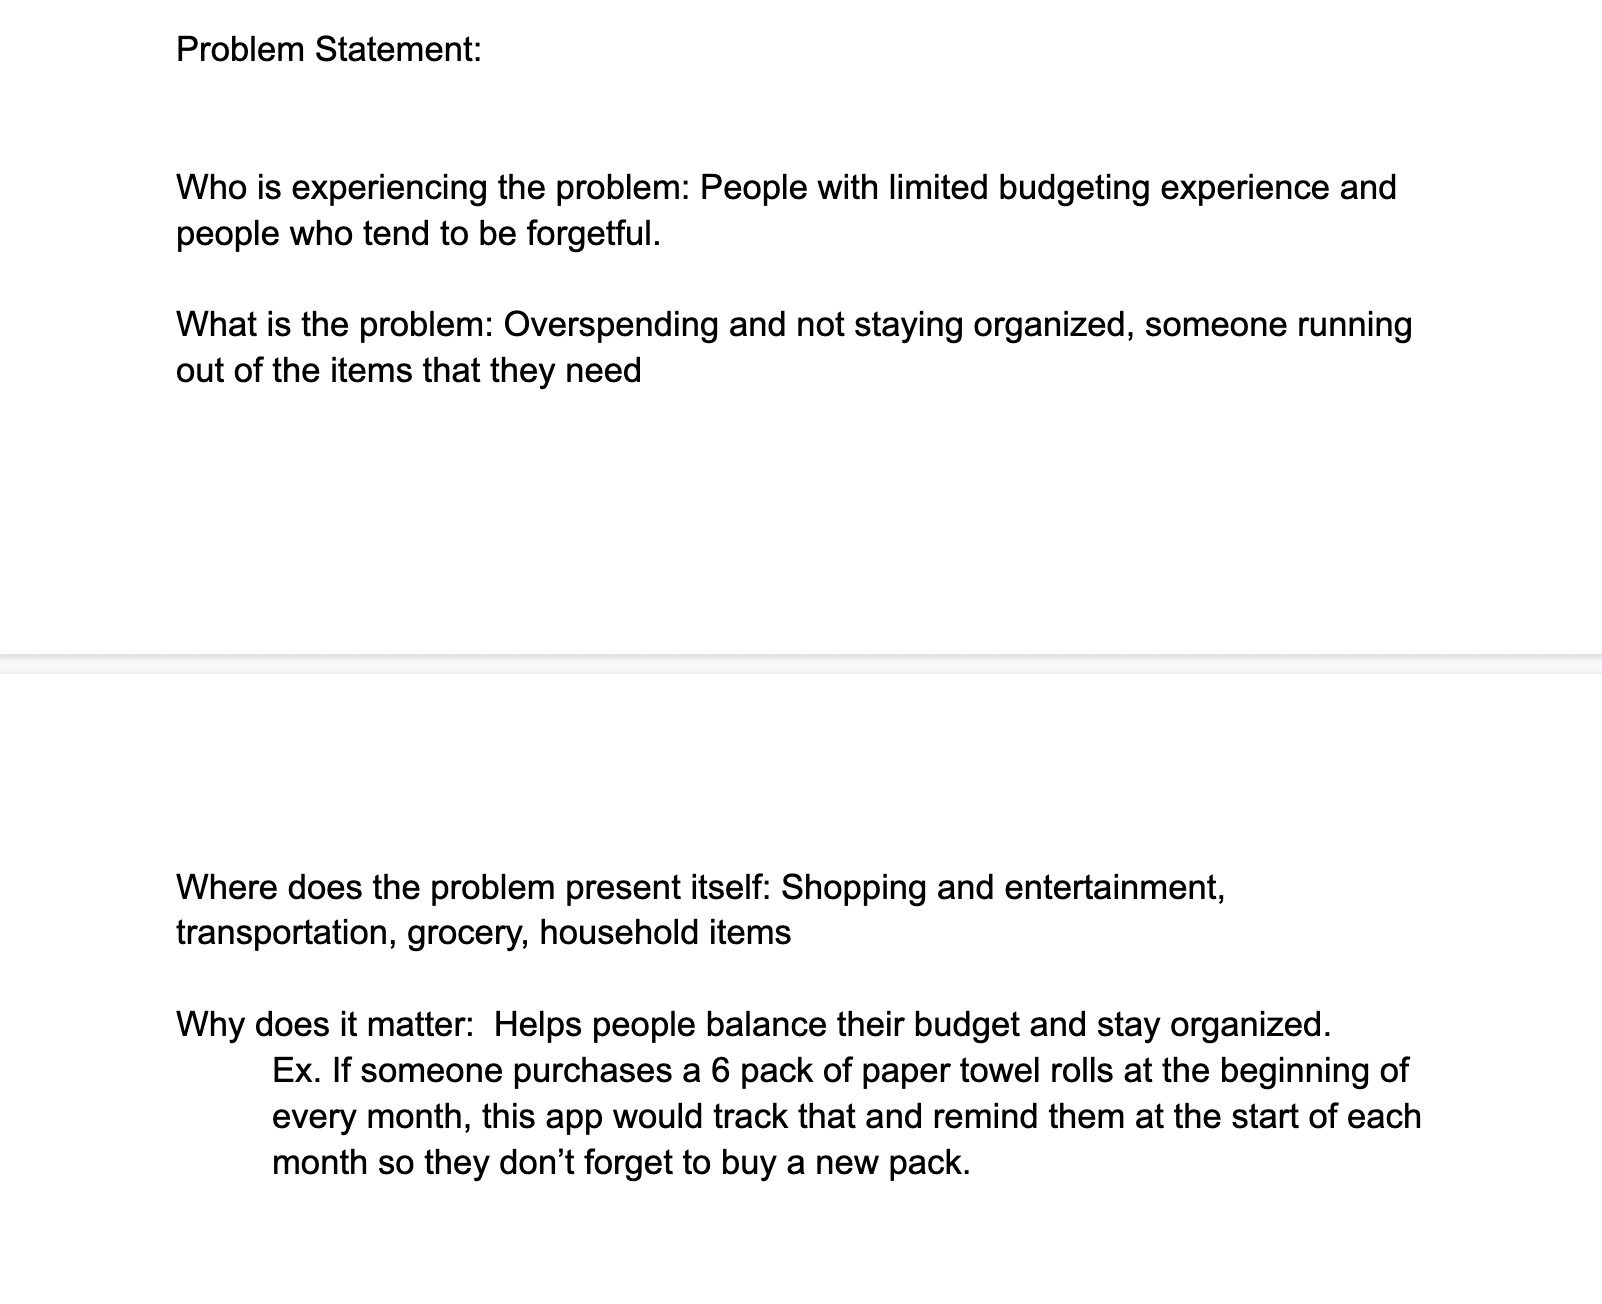 Problem Statement:
Who is experiencing the problem: People with limited budgeting experience and
people who tend to be forgetful.
What is the problem: Overspending and not staying organized, someone running
out of the items that they need
Where does the problem present itself: Shopping and entertainment,
transportation, grocery, household items
Why does it matter:  Helps people balance their budget and stay organized.
Ex. If someone purchases a 6 pack of paper towel rolls at the beginning of
every month, this app would track that and remind them at the start of each
month so they don’t forget to buy a new pack.